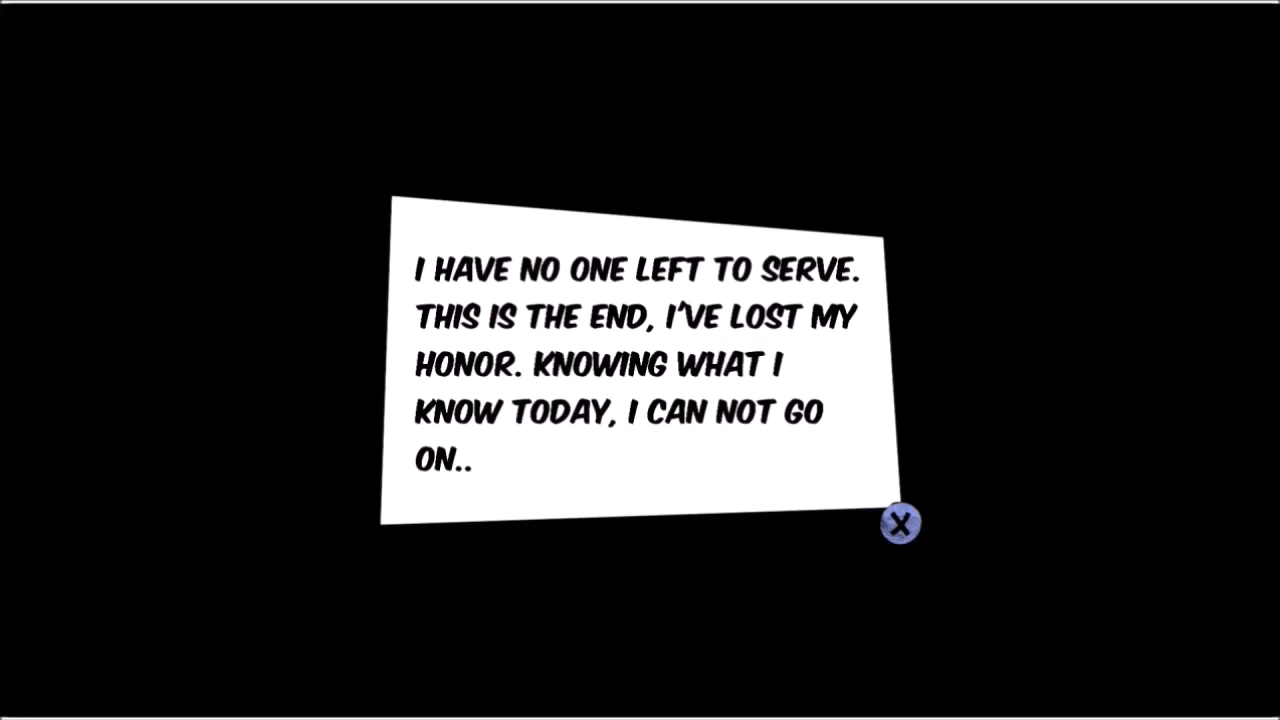 I HAVE NO ONE LEFT TO SERVE.
THIS IS THE END, I'VE LOST MY
HONOR. KNOWING WHAT I
KNOW TODAY, I CAN NOT GO
ON..
X